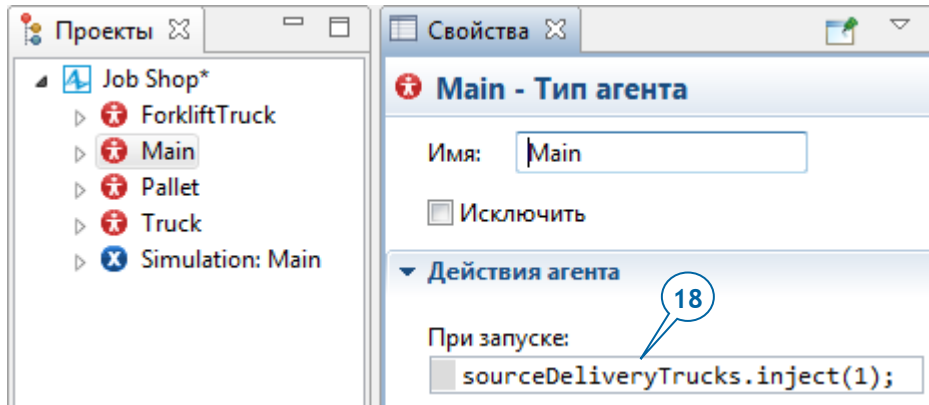 Проекты
Job Shop*
ForkliftTruck
Main
Pallet
Truck
Simulation: Main
Свойства
Main - Тип агента
Имя: Main
Исключить
Действия агента
18
При запуске:
sourceDeliveryTrucks.inject(1);